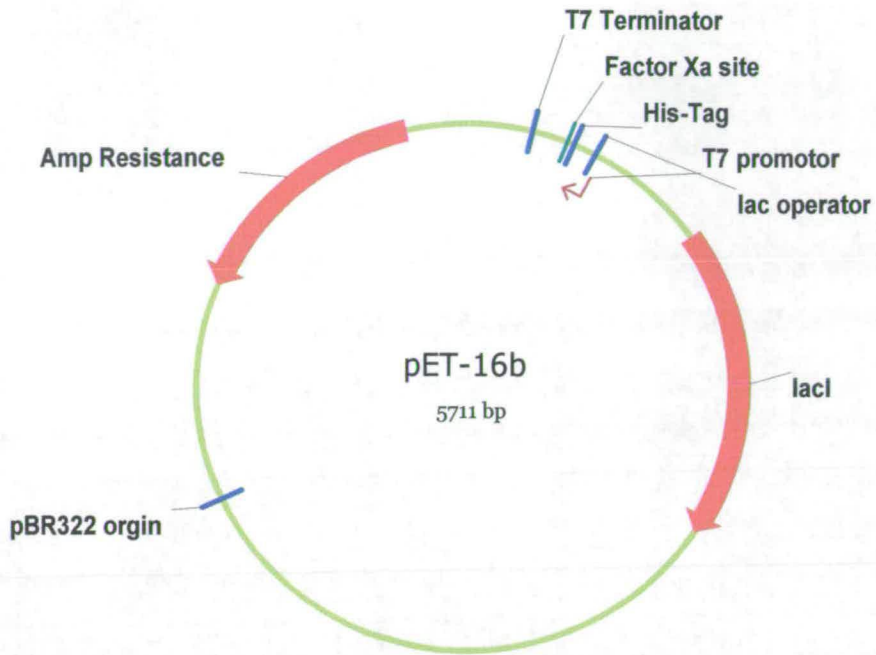 T7 Terminator
Factor Xa site
His-Tag
T7 promotor
lac operator
Amp Resistance
pET-16b
5711 bp
lacI
pBR322 orgin